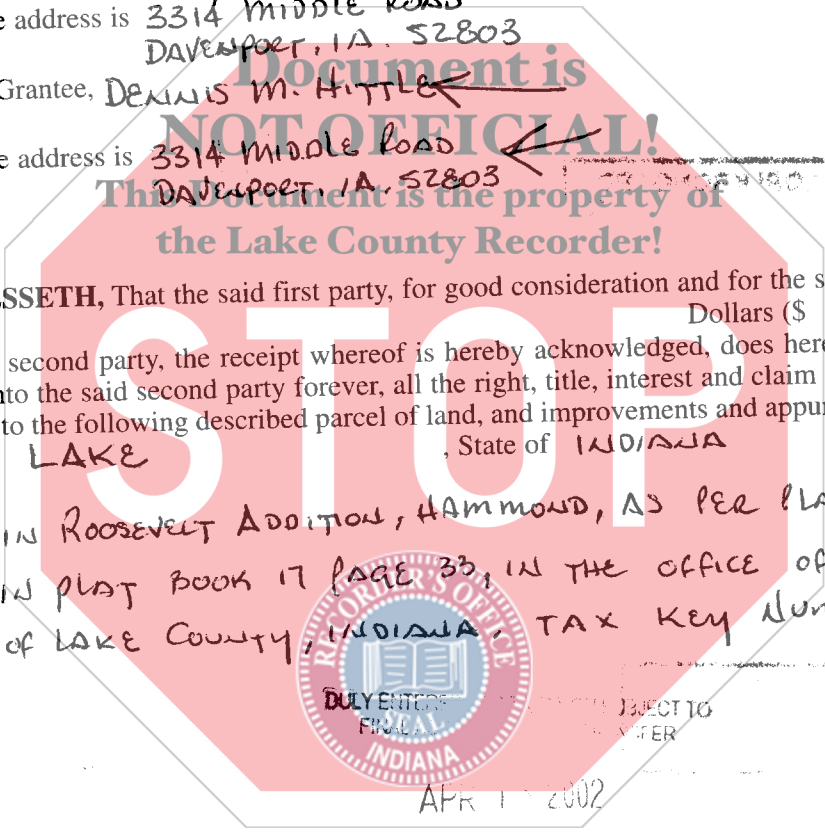 e address is 3314 MIDDLE ROAD
DAVENPORT, IA. 52803
Document is
Grantee, DENNIS M. HITTLE
NOT OFFICIAL!
e address is 3314 MIDDLE ROAD
DAVENPORT, IA. 52803
This Document is the property of
the Lake County Recorder!
SSETH, That the said first party, for good consideration and for the s
Dollars ($
STOP
second party, the receipt whereof is hereby acknowledged, does here
nto the said second party forever, all the right, title, interest and claim
to the following described parcel of land, and improvements and appur
LAKE , State of INDIANA
IN ROOSEVELT ADDITION, HAMMOND, AS PER PLA
IN PLAT BOOK 17 PAGE 33, IN THE OFFICE OF
OF LAKE COUNTY, INDIANA, TAX KEY NUM
RECORDER'S OFFICE
SEAL
INDIANA
DULY ENTERE
FINAL
BJECT TO
SFER
APR 2002